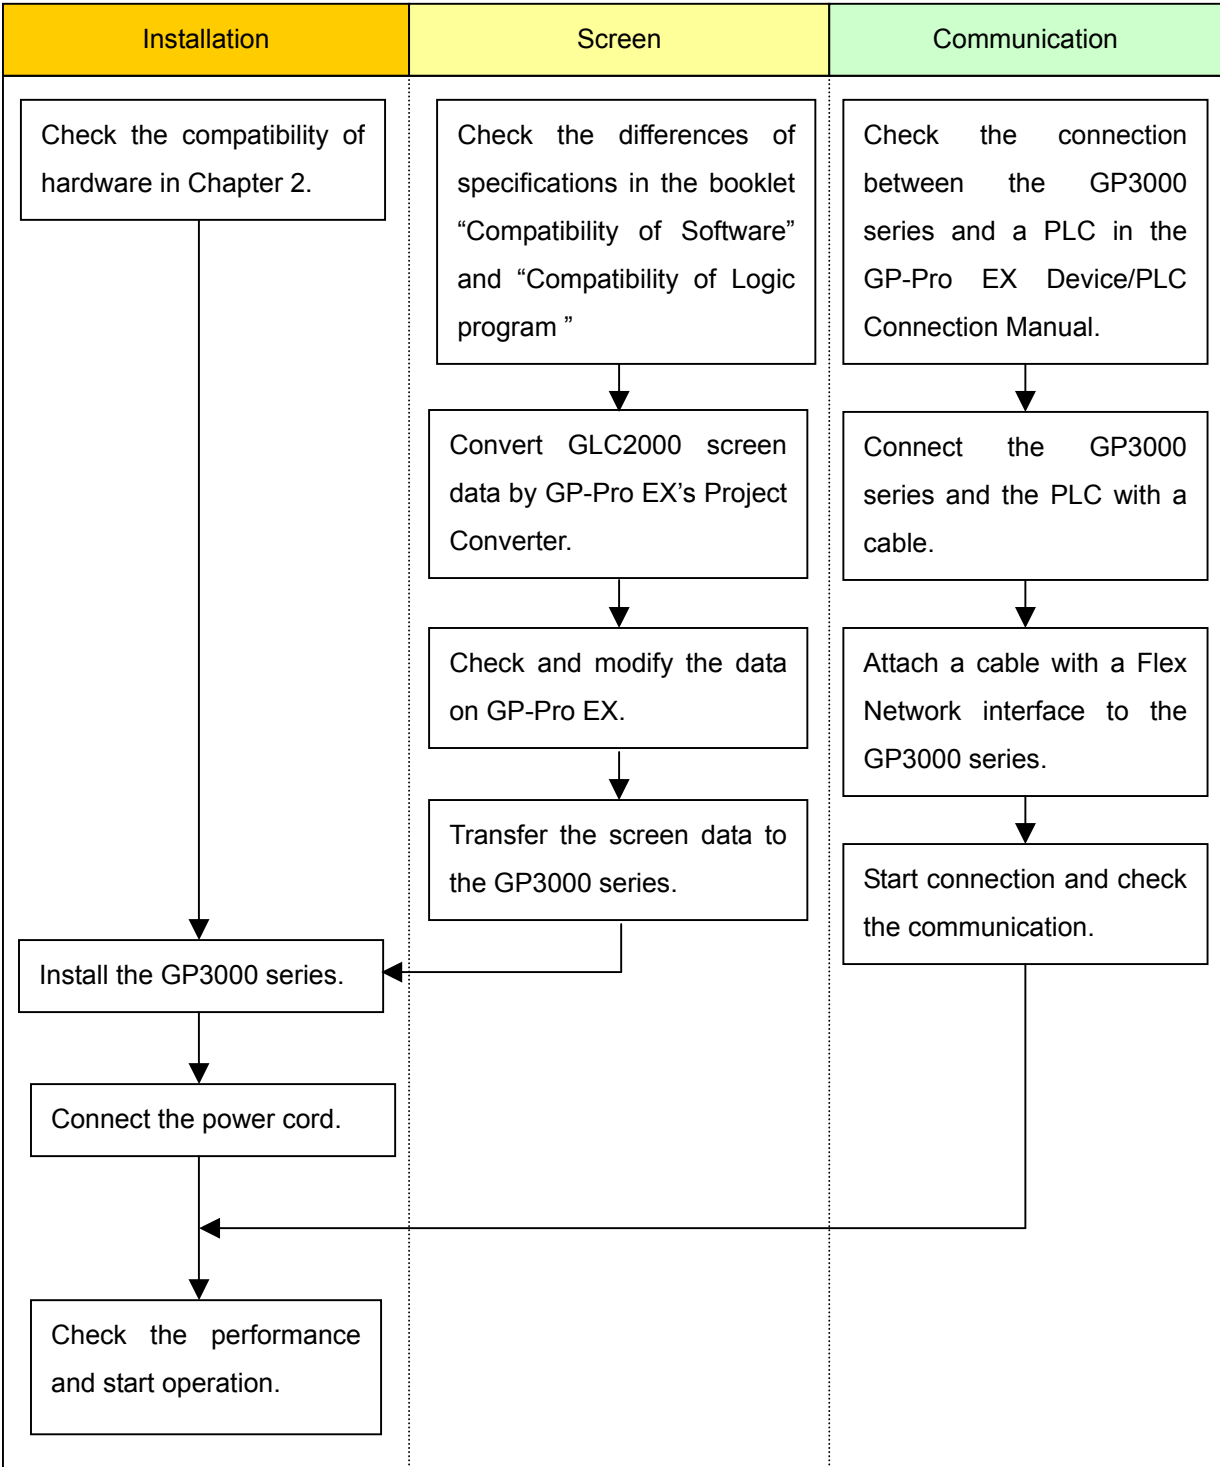 Installation
Screen
Communication
Check the compatibility of
hardware in Chapter 2.
Check the differences of
specifications in the booklet
“Compatibility of Software”
and “Compatibility of Logic
program ”
Check the connection
between the GP3000
series and a PLC in the
GP-Pro EX Device/PLC
Connection Manual.
Convert GLC2000 screen
data by GP-Pro EX’s Project
Converter.
Connect the GP3000
series and the PLC with a
cable.
Check and modify the data
on GP-Pro EX.
Attach a cable with a Flex
Network interface to the
GP3000 series.
Transfer the screen data to
the GP3000 series.
Start connection and check
the communication.
Install the GP3000 series.
Connect the power cord.
Check the performance
and start operation.